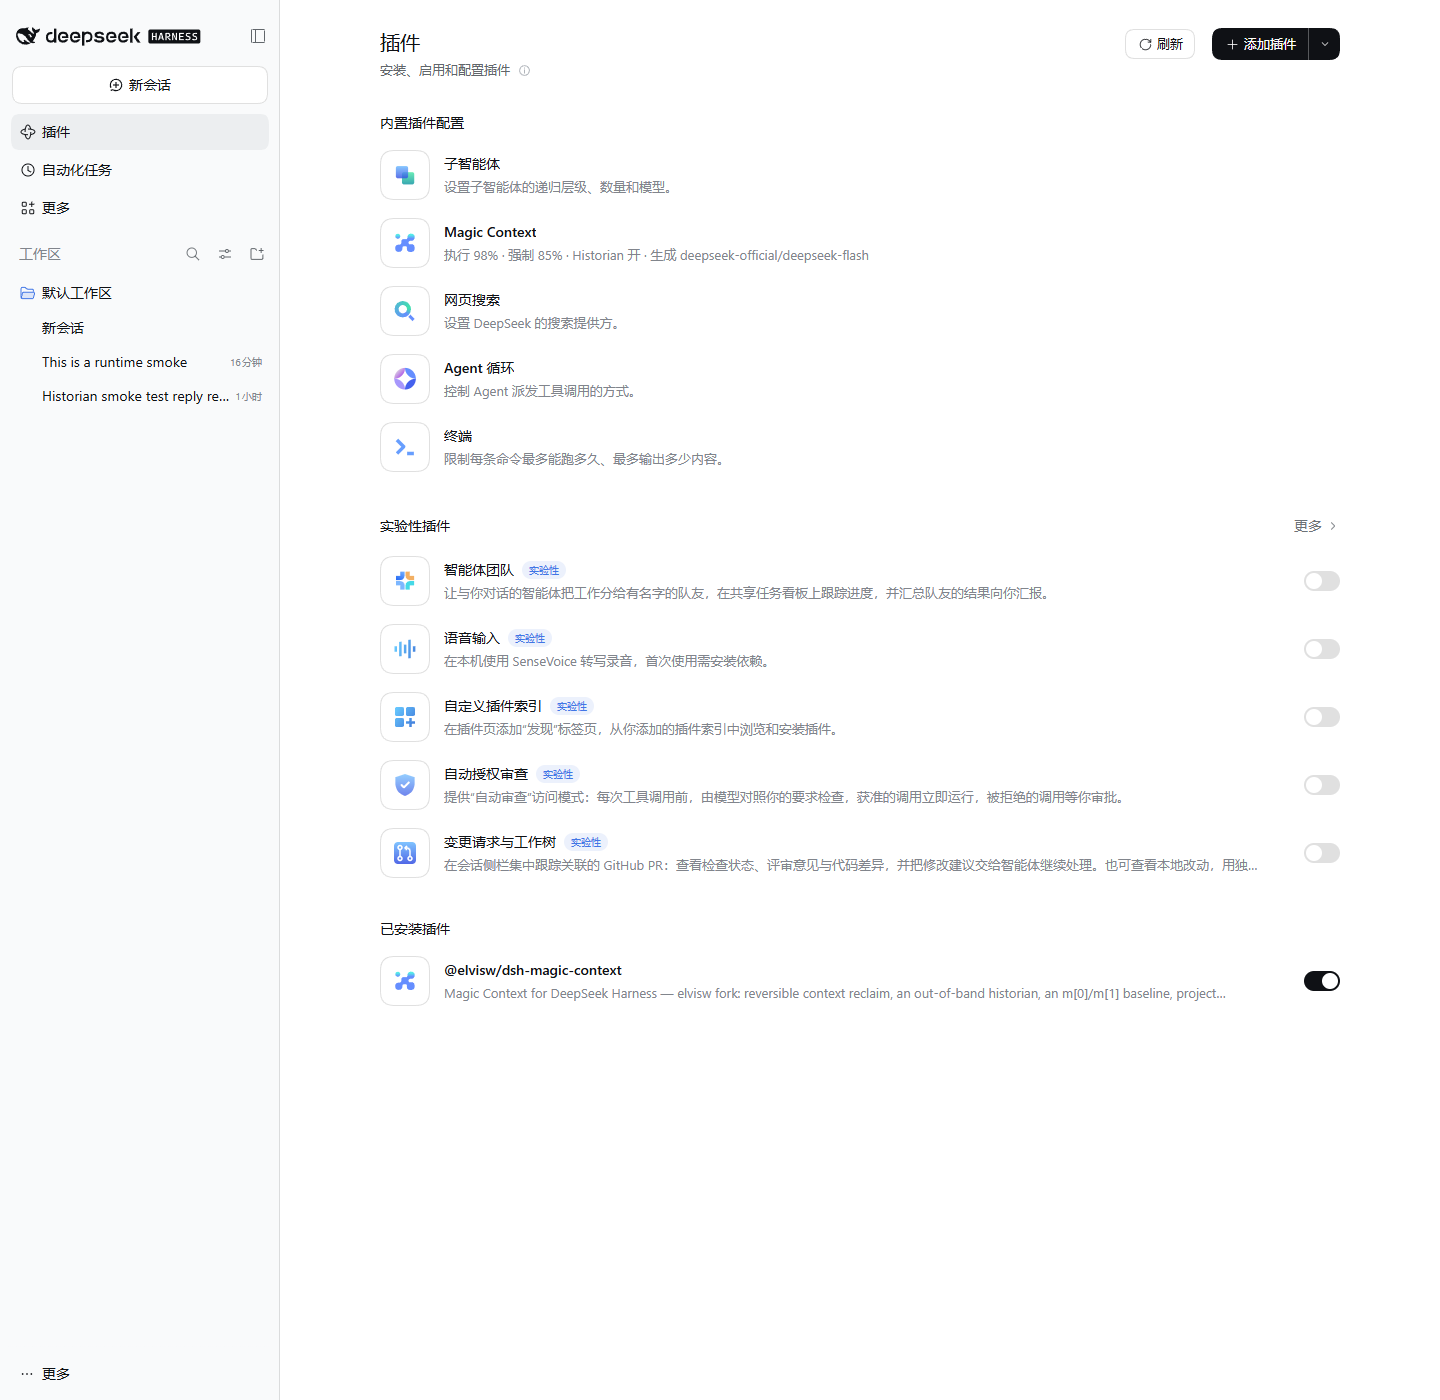 deepseek HARNESS
新会话
插件
自动化任务
更多
工作区
默认工作区
新会话
This is a runtime smoke 16分钟
Historian smoke test reply re... 1小时
更多
插件
安装、启用和配置插件
刷新
添加插件
内置插件配置
子智能体
设置子智能体的递归层级、数量和模型。
Magic Context
执行 98% · 强制 85% · Historian 开 · 生成 deepseek-official/deepseek-flash
网页搜索
设置 DeepSeek 的搜索提供方。
Agent 循环
控制 Agent 派发工具调用的方式。
终端
限制每条命令最多能跑多久、最多输出多少内容。
实验性插件
更多
智能体团队 实验性
让与你对话的智能体把工作分给有名字的队友，在共享任务看板上跟踪进度，并汇总队友的结果向你汇报。
语音输入 实验性
在本机使用 SenseVoice 转写录音，首次使用需安装依赖。
自定义插件索引 实验性
在插件页添加“发现”标签页，从你添加的插件索引中浏览和安装插件。
自动授权审查 实验性
提供“自动审查”访问模式：每次工具调用前，由模型对照你的要求检查，获准的调用立即运行，被拒绝的调用等你审批。
变更请求与工作树 实验性
在会话侧栏集中跟踪关联的 GitHub PR：查看检查状态、评审意见与代码差异，并把修改建议交给智能体继续处理。也可查看本地改动，用独...
已安装插件
@elvisw/dsh-magic-context
Magic Context for DeepSeek Harness — elvisw fork: reversible context reclaim, an out-of-band historian, an m[0]/m[1] baseline, project...